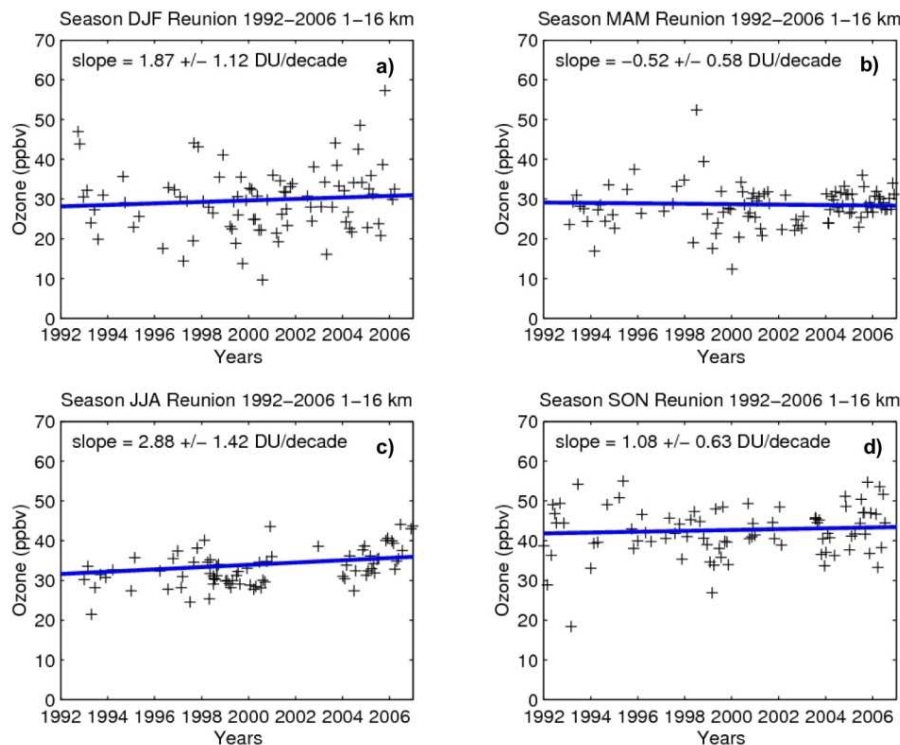 Season DJF Reunion 1992−2006 1−16 km
slope = 1.87 +/− 1.12 DU/decade
a)
Ozone (ppbv)
70
60
50
40
30
20
10
0
1992 1994 1996 1998 2000 2002 2004 2006
Years
Season MAM Reunion 1992−2006 1−16 km
slope = −0.52 +/− 0.58 DU/decade
b)
Ozone (ppbv)
70
60
50
40
30
20
10
0
1992 1994 1996 1998 2000 2002 2004 2006
Years
Season JJA Reunion 1992−2006 1−16 km
slope = 2.88 +/− 1.42 DU/decade
c)
Ozone (ppbv)
70
60
50
40
30
20
10
0
1992 1994 1996 1998 2000 2002 2004 2006
Years
Season SON Reunion 1992−2006 1−16 km
slope = 1.08 +/− 0.63 DU/decade
d)
Ozone (ppbv)
70
60
50
40
30
20
10
0
1992 1994 1996 1998 2000 2002 2004 2006
Years